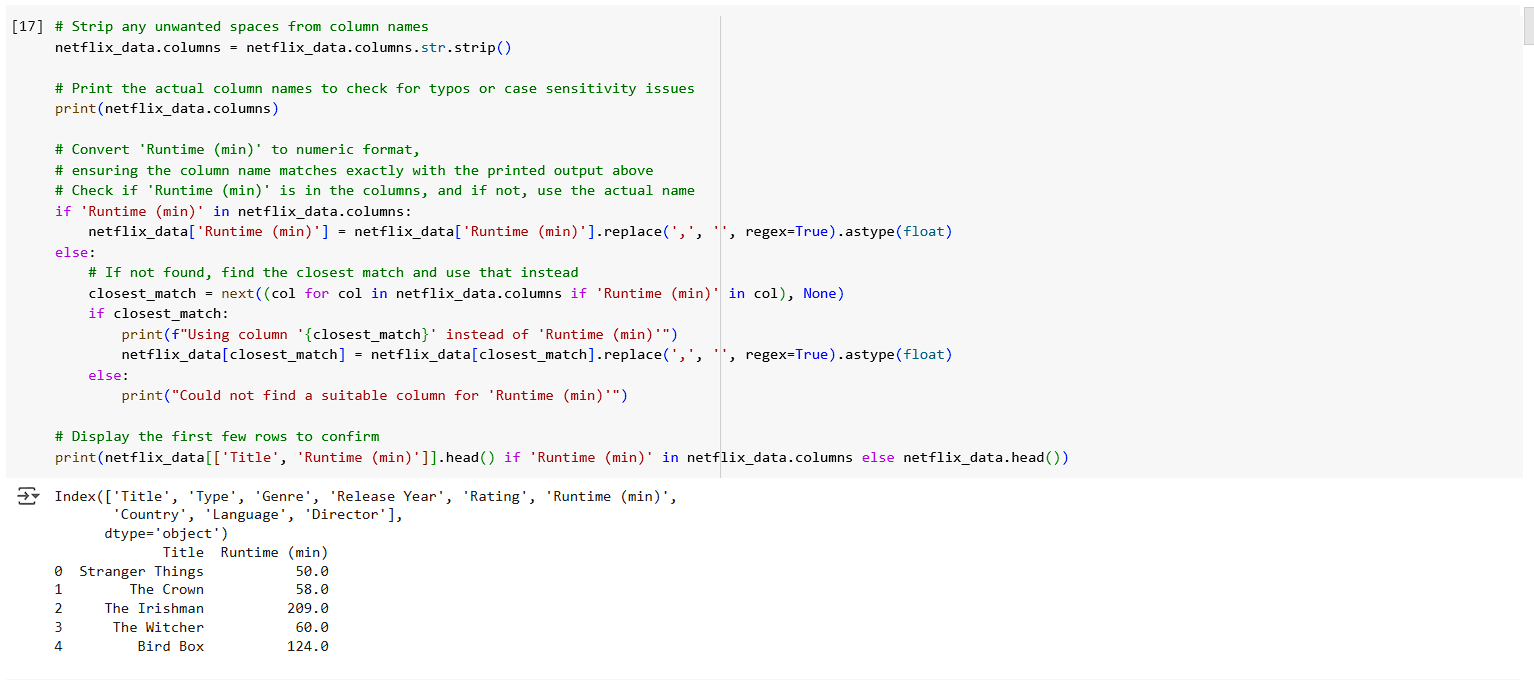 [17] # Strip any unwanted spaces from column names
netflix_data.columns = netflix_data.columns.str.strip()
# Print the actual column names to check for typos or case sensitivity issues
print(netflix_data.columns)
# Convert 'Runtime (min)' to numeric format,
# ensuring the column name matches exactly with the printed output above
# Check if 'Runtime (min)' is in the columns, and if not, use the actual name
if 'Runtime (min)' in netflix_data.columns:
    netflix_data['Runtime (min)'] = netflix_data['Runtime (min)'].replace(',', '', regex=True).astype(float)
else:
    # If not found, find the closest match and use that instead
    closest_match = next((col for col in netflix_data.columns if 'Runtime (min)' in col), None)
    if closest_match:
        print(f"Using column '{closest_match}' instead of 'Runtime (min)'")
        netflix_data[closest_match] = netflix_data[closest_match].replace(',', '', regex=True).astype(float)
    else:
        print("Could not find a suitable column for 'Runtime (min)'")
# Display the first few rows to confirm
print(netflix_data[['Title', 'Runtime (min)']].head() if 'Runtime (min)' in netflix_data.columns else netflix_data.head())
Index(['Title', 'Type', 'Genre', 'Release Year', 'Rating', 'Runtime (min)',
       'Country', 'Language', 'Director'],
      dtype='object')
             Title  Runtime (min)
0  Stranger Things           50.0
1        The Crown           58.0
2     The Irishman          209.0
3      The Witcher           60.0
4         Bird Box          124.0